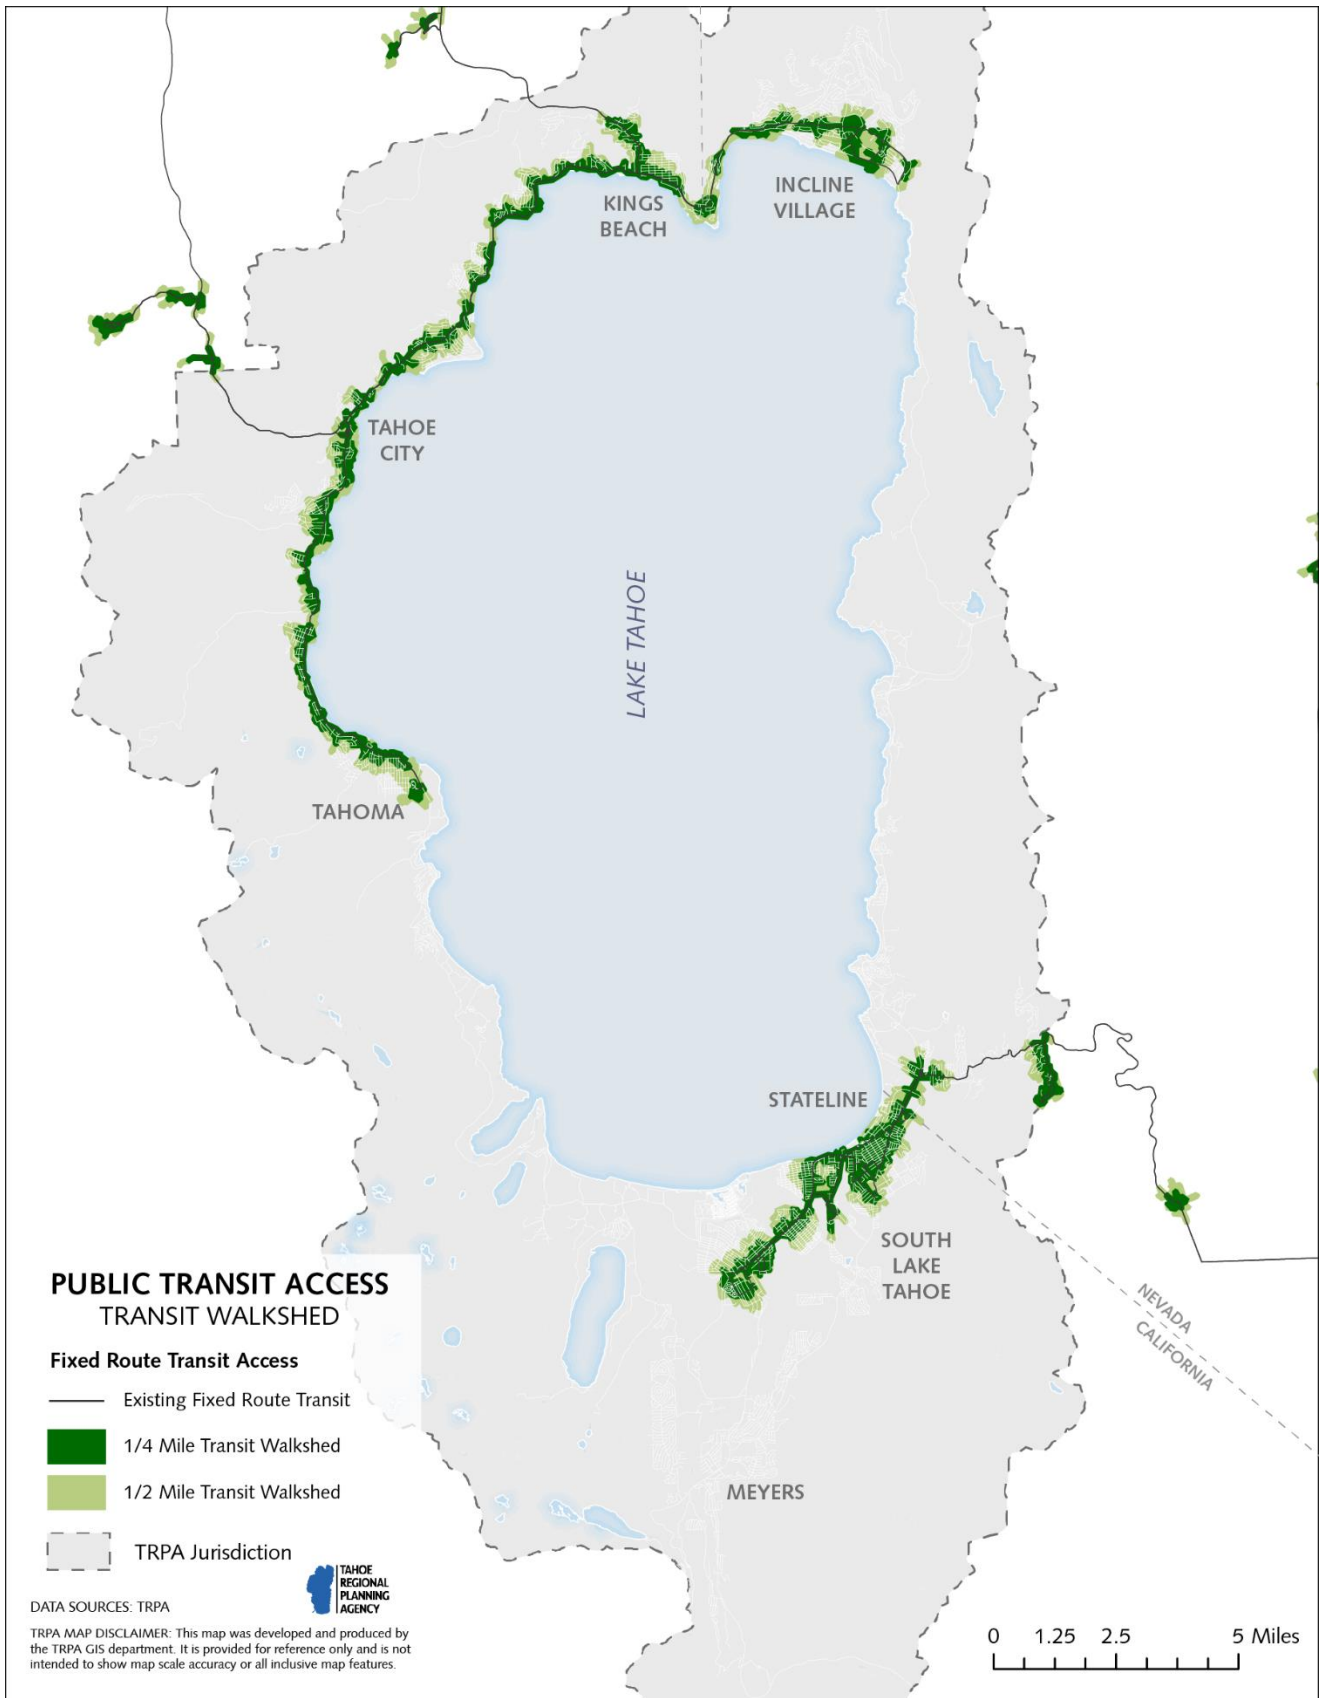 KINGS
BEACH
INCLINE
VILLAGE
TAHOE
CITY
LAKE TAHOE
TAHOMA
STATELINE
SOUTH
LAKE
TAHOE
NEVADA
CALIFORNIA
MEYERS
PUBLIC TRANSIT ACCESS
TRANSIT WALKSHED
Fixed Route Transit Access
Existing Fixed Route Transit
1/4 Mile Transit Walkshed
1/2 Mile Transit Walkshed
TRPA Jurisdiction
TAHOE
REGIONAL
PLANNING
AGENCY
DATA SOURCES: TRPA
TRPA MAP DISCLAIMER: This map was developed and produced by
the TRPA GIS department. It is provided for reference only and is not
intended to show map scale accuracy or all inclusive map features.
0 1.25 2.5 5 Miles